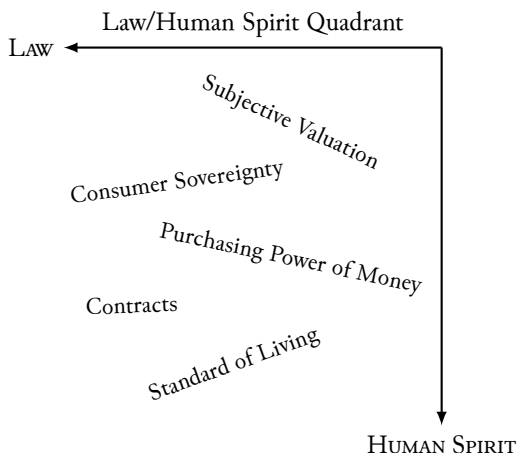 Law/Human Spirit Quadrant
LAW
Subjective Valuation
Consumer Sovereignty
Purchasing Power of Money
Contracts
Standard of Living
HUMAN SPIRIT